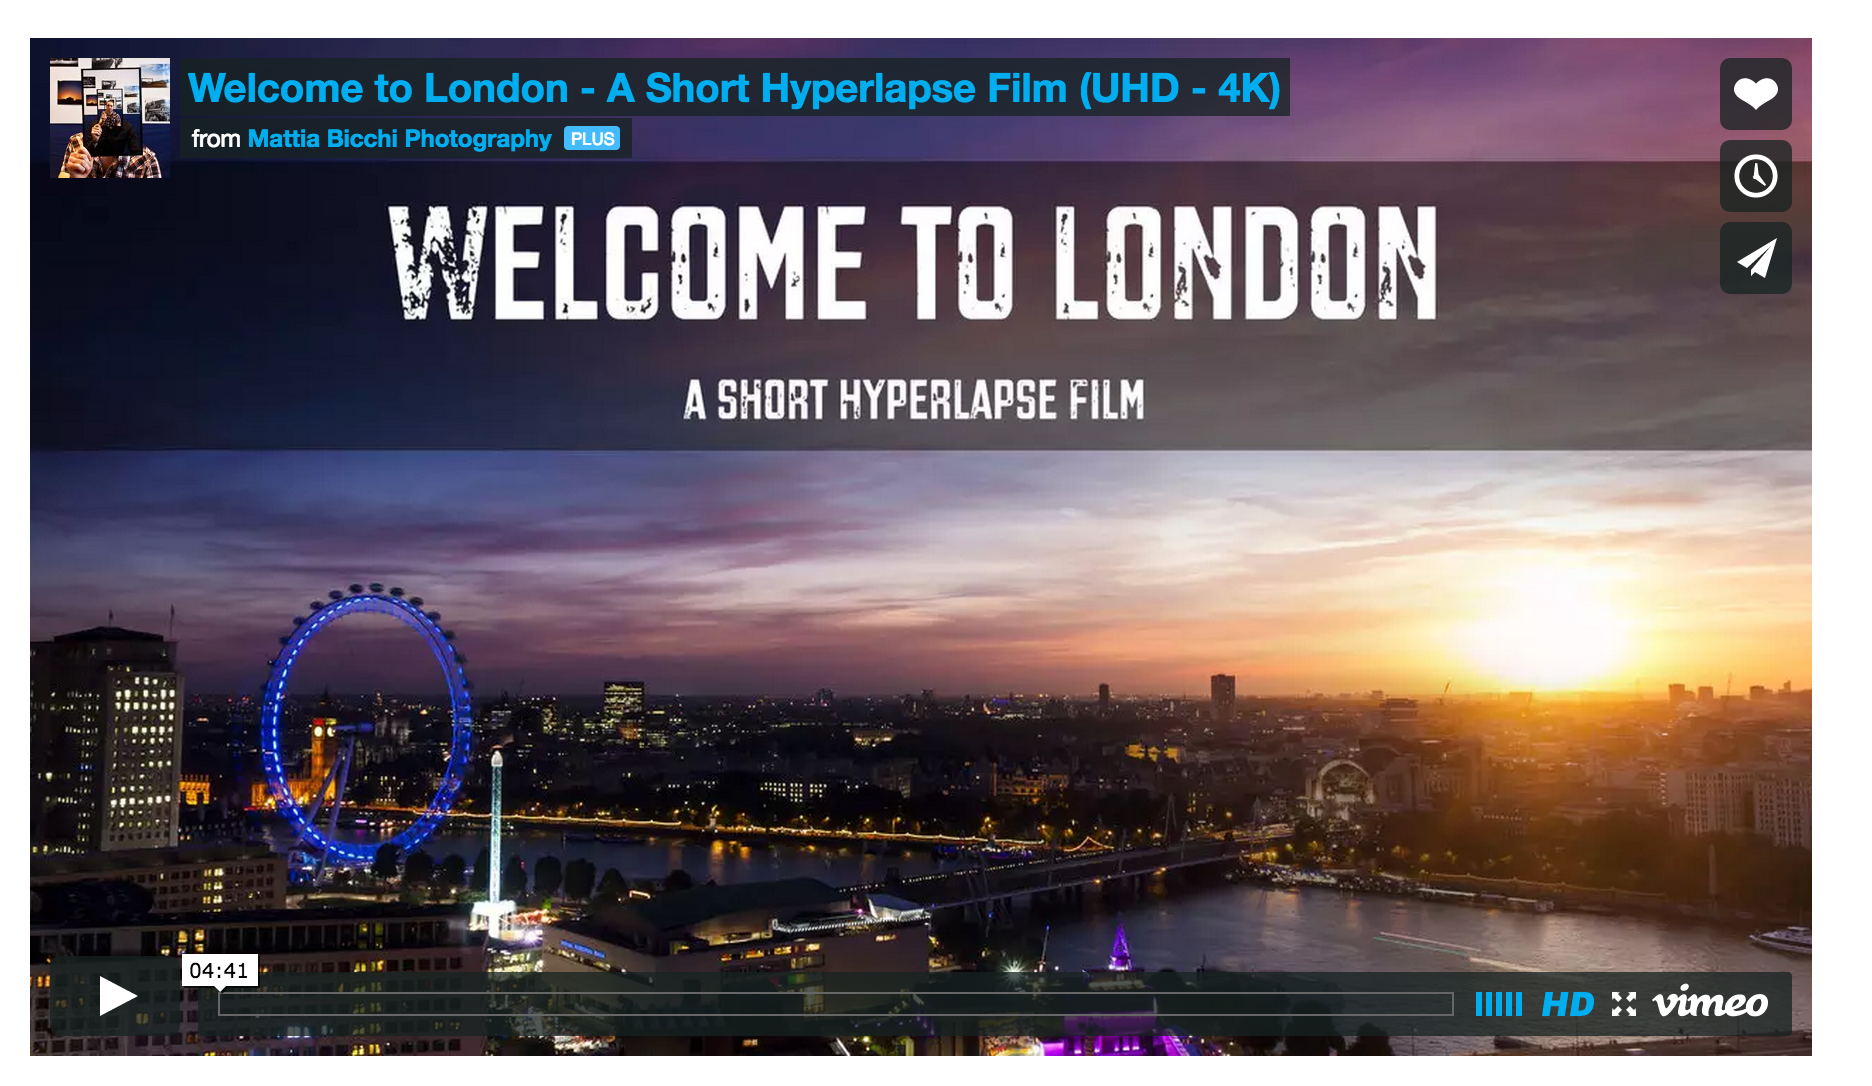 Welcome to London - A Short Hyperlapse Film (UHD - 4K)
from Mattia Bicchi Photography PLUS
WELCOME TO LONDON
A SHORT HYPERLAPSE FILM
04:41
HD vimeo